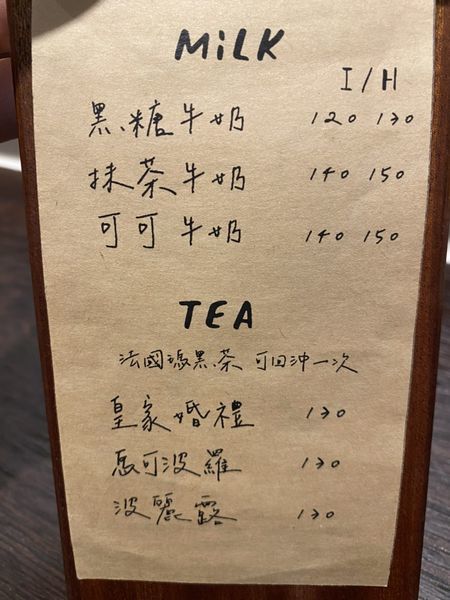 MiLK
I/H
黑糖牛奶 120 130
抹茶牛奶 140 150
可可牛奶 140 150
TEA
法國瑪黑茶 可回沖一次
皇家婚禮 130
馬可波羅 130
波麗露 130